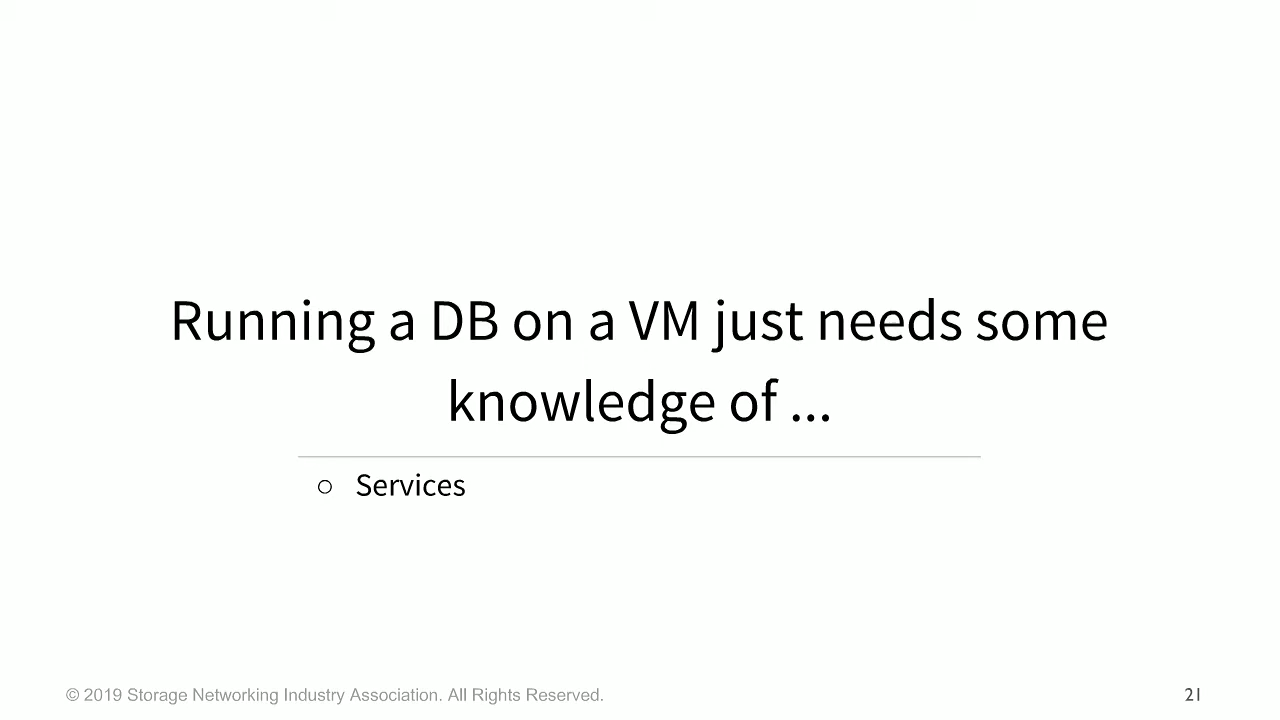 Running a DB on a VM just needs some
knowledge of ...
○ Services
© 2019 Storage Networking Industry Association. All Rights Reserved.
21